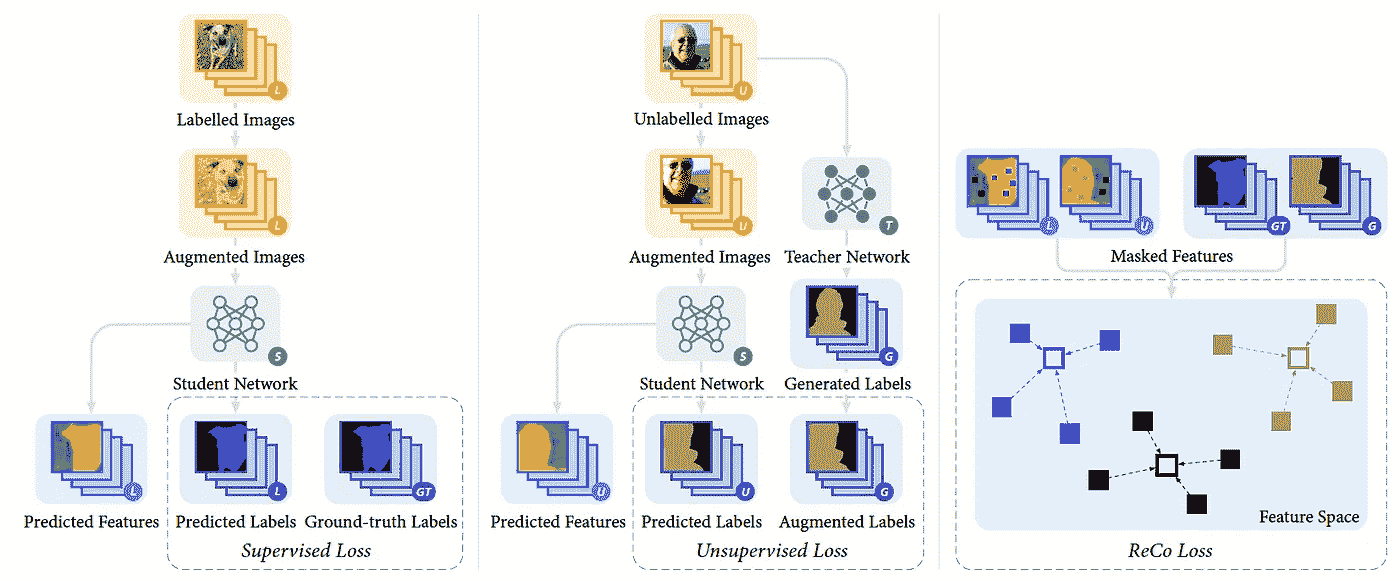 L
Labelled Images
L
Augmented Images
S
Student Network
L
Predicted Features
L
Predicted Labels
GT
Ground-truth Labels
Supervised Loss
U
Unlabelled Images
U
Augmented Images
T
Teacher Network
S
Student Network
G
Generated Labels
U
Predicted Features
U
Predicted Labels
G
Augmented Labels
Unsupervised Loss
L
U
GT
G
Masked Features
Feature Space
ReCo Loss